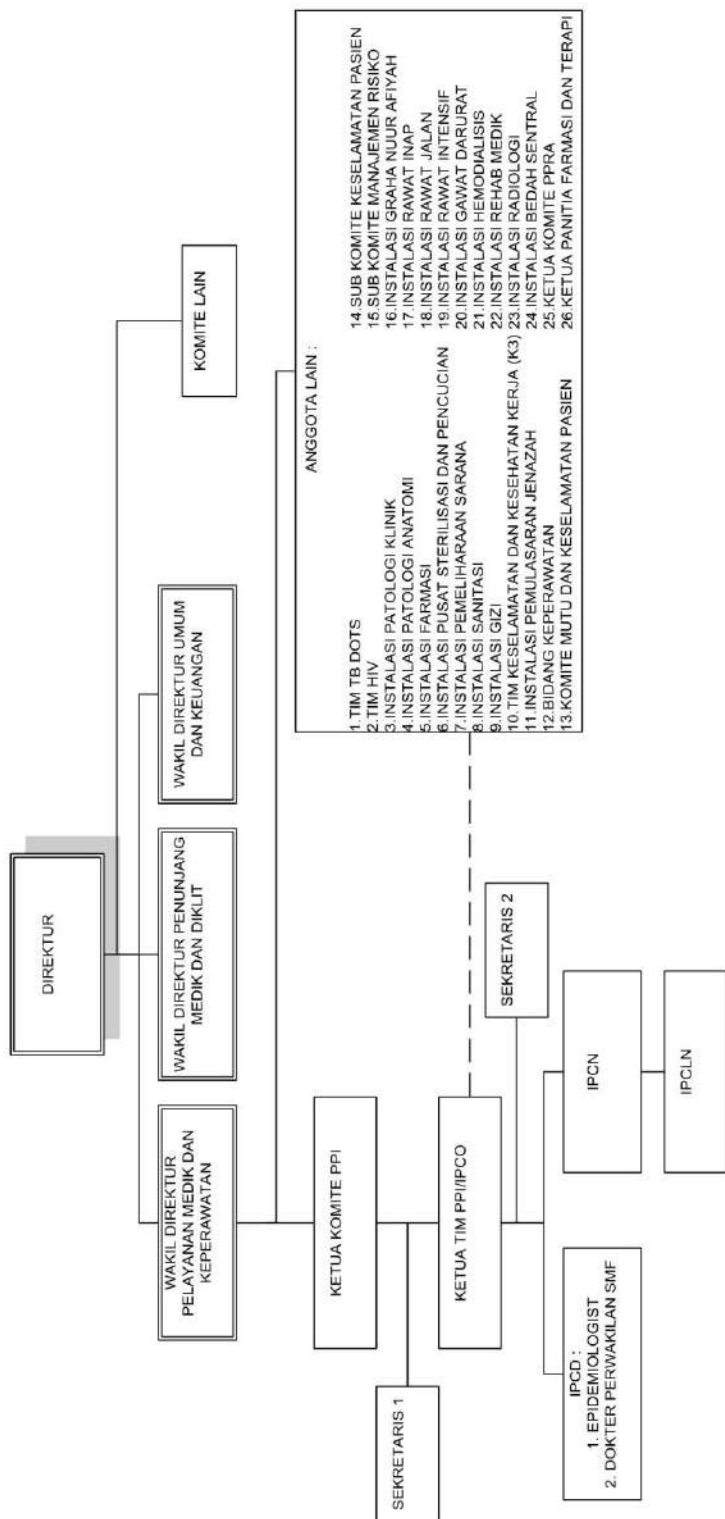 DIREKTUR
WAKIL DIREKTUR
PELAYANAN MEDIK DAN
KEPERAWATAN
WAKIL DIREKTUR PENUNJANG
MEDIK DAN DIKLIT
WAKIL DIREKTUR UMUM
DAN KEUANGAN
KOMITE LAIN
KETUA KOMITE PPI
SEKRETARIS 1
KETUA TIM PPI/IPCO
SEKRETARIS 2
IPCD :
1. EPIDEMIOLOGIST
2. DOKTER PERWAKILAN SMF
IPCN
IPCLN
ANGGOTA LAIN :
1.TIM TB DOTS
2.TIM HIV
3.INSTALASI PATOLOGI KLINIK
4.INSTALASI PATOLOGI ANATOMI
5.INSTALASI FARMASI
6.INSTALASI PUSAT STERILISASI DAN PENCUCIAN
7.INSTALASI PEMELIHARAAN SARANA
8.INSTALASI SANITASI
9.INSTALASI GIZI
10.TIM KESELAMATAN DAN KESEHATAN KERJA (K3)
11.INSTALASI PEMULASARAN JENAZAH
12.BIDANG KEPERAWATAN
13.KOMITE MUTU DAN KESELAMATAN PASIEN
14.SUB KOMITE KESELAMATAN PASIEN
15.SUB KOMITE MANAJEMEN RISIKO
16.INSTALASI GRAHA NUUR AFIYAH
17.INSTALASI RAWAT INAP
18.INSTALASI RAWAT JALAN
19.INSTALASI RAWAT INTENSIF
20.INSTALASI GAWAT DARURAT
21.INSTALASI HEMODIALISIS
22.INSTALASI REHAB MEDIK
23.INSTALASI RADIOLOGI
24.INSTALASI BEDAH SENTRAL
25.KETUA KOMITE PPRA
26.KETUA PANITIA FARMASI DAN TERAPI